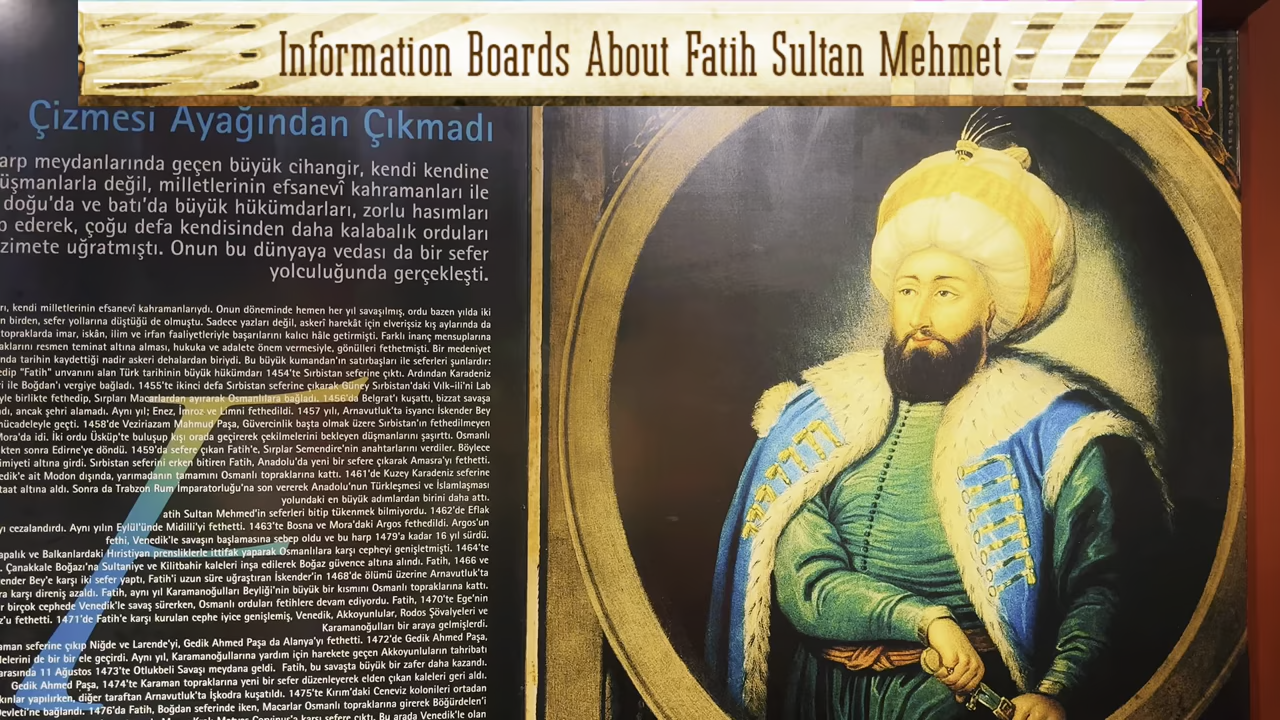 Information Boards About Fatih Sultan Mehmet
Çizmesi Ayağından Çıkmadı
arp meydanlarında geçen büyük cihangir, kendi kendine
üşmanlarla değil, milletlerinin efsanevî kahramanları ile
doğu'da ve batı'da büyük hükümdarları, zorlu hasımları
p ederek, çoğu defa kendisinden daha kalabalık orduları
zimete uğratmıştı. Onun bu dünyaya vedası da bir sefer
yolculuğunda gerçekleşti.
rı, kendi milletlerinin efsanevî kahramanlarıydı. Onun döneminde hemen her yıl savaşılmış, ordu bazen yılda iki
n birden, sefer yollarına düştüğü de olmuştu. Sadece yazları değil, askerî harekât için elverişsiz kış aylarında da
topraklarda imar, iskân, ilim ve irfan faaliyetleriyle başarılarını kalıcı hâle getirmişti. Farklı inanç mensuplarına
aklarını resmen teminat altına alması, hukuka ve adalete önem vermesiyle, gönülleri fethetmişti. Bir medeniyet
nda tarihin kaydettiği nadir askeri dehalardan biriydi. Bu büyük kumandan'ın satırbaşları ile seferleri şunlardır:
edip "Fatih" unvanını alan Türk tarihinin büyük hükümdarı 1454'te Sırbistan seferine çıktı. Ardından Karadeniz
ri ile Boğdan'ı vergiye bağladı. 1455'te ikinci defa Sırbistan seferine çıkarak Güney Sırbistan'daki Vılk-ili'ni Lab
yle birlikte fethedip, Sırpları Macarlardan ayırarak Osmanlılara bağladı. 1456'da Belgrat'ı kuşattı, bizzat savaşa
dı, ancak şehri alamadı. Aynı yıl; Enez, İmroz ve Limni fethedildi. 1457 yılı, Arnavutluk'ta isyancı İskender Bey
mücadeleyle geçti. 1458'de Veziriazam Mahmud Paşa, Güvercinlik başta olmak üzere Sırbistan'ın fethedilmeyen
Mora'da idi. İki ordu Üsküp'te buluşup kışı orada geçirerek çekilmelerini bekleyen düşmanlarını şaşırttı. Osmanlı
kten sonra Edirne'ye döndü. 1459'da sefere çıkan Fatih'e, Sırplar Semendire'nin anahtarlarını verdiler. Böylece
imiyeti altına girdi. Sırbistan seferini erken bitiren Fatih, Anadolu'da yeni bir sefere çıkarak Amasra'yı fethetti.
edik'e ait Modon dışında, yarımadanın tamamını Osmanlı topraklarına kattı. 1461'de Kuzey Karadeniz seferine
taat altına aldı. Sonra da Trabzon Rum İmparatorluğu'na son vererek Anadolu'nun Türkleşmesi ve İslamlaşması
yolundaki en büyük adımlardan birini daha attı.
atih Sultan Mehmed'in seferleri bitip tükenmek bilmiyordu. 1462'de Eflak
yı cezalandırdı. Aynı yılın Eylül'ünde Midilli'yi fethetti. 1463'te Bosna ve Mora'daki Argos fethedildi. Argos'un
fethi, Venedik'le savaşın başlamasına sebep oldu ve bu harp 1479'a kadar 16 yıl sürdü.
apalık ve Balkanlardaki Hıristiyan prensliklerle ittifak yaparak Osmanlılara karşı cepheyi genişletmişti. 1464'te
. Çanakkale Boğazı'na Sultaniye ve Kilitbahir kaleleri inşa edilerek Boğaz güvence altına alındı. Fatih, 1466 ve
ender Bey'e karşı iki sefer yaptı, Fatih'i uzun süre uğraştıran İskender'in 1468'de ölümü üzerine Arnavutluk'ta
ra karşı direniş azaldı. Fatih, aynı yıl Karamanoğulları Beyliği'nin büyük bir kısmını Osmanlı topraklarına kattı.
r birçok cephede Venedik'le savaş sürerken, Osmanlı orduları fetihlere devam ediyordu. Fatih, 1470'te Ege'nin
z'u fethetti. 1471'de Fatih'e karşı kurulan cephe iyice genişlemiş, Venedik, Akkoyunlular, Rodos Şövalyeleri ve
Karamanoğulları bir araya gelmişlerdi.
aman seferine çıkıp Niğde ve Larende'yi, Gedik Ahmed Paşa da Alanya'yı fethetti. 1472'de Gedik Ahmed Paşa,
lelerini de bir bir ele geçirdi. Aynı yıl, Karamanoğullarına yardım için harekete geçen Akkoyunluların tahribatı
arasında 11 Ağustos 1473'te Otlukbeli Savaşı meydana geldi. Fatih, bu savaşta büyük bir zafer daha kazandı.
Gedik Ahmed Paşa, 1474'te Karaman topraklarına yeni bir sefer düzenleyerek elden çıkan kaleleri geri aldı.
kınlar yapılırken, diğer taraftan Arnavutluk'ta İşkodra kuşatıldı. 1475'te Kırım'daki Ceneviz kolonileri ortadan
Devleti'ne bağlandı. 1476'da Fatih, Boğdan seferinde iken, Macarlar Osmanlı topraklarına girerek Böğürdelen'i
karşı sefere çıktı. Bu arada Venedik'le olan